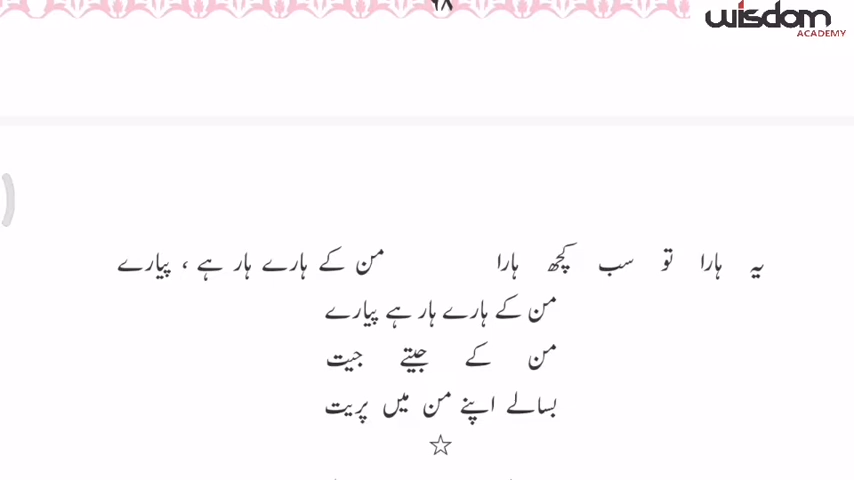 ۹۸
wisdom
ACADEMY
یہ ہارا تو سب کچھ ہارا من کے ہارے ہار ہے ، پیارے
من کے ہارے ہار ہے پیارے
من کے جیتے جیت
بسالے اپنے من میں پریت
☆